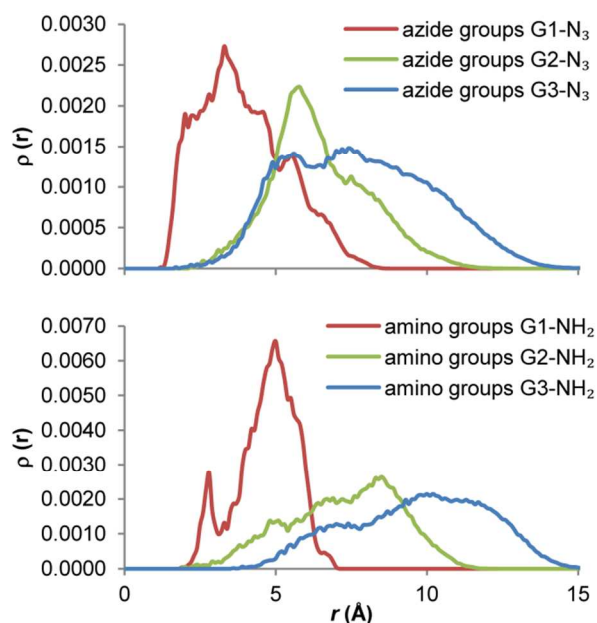 0.0030
0.0025
0.0020
0.0015
0.0010
0.0005
0.0000
ρ (r)
azide groups G1-N₃
azide groups G2-N₃
azide groups G3-N₃
5
10
15
0.0070
0.0060
0.0050
0.0040
0.0030
0.0020
0.0010
0.0000
ρ (r)
amino groups G1-NH₂
amino groups G2-NH₂
amino groups G3-NH₂
0
5
10
15
r (Å)